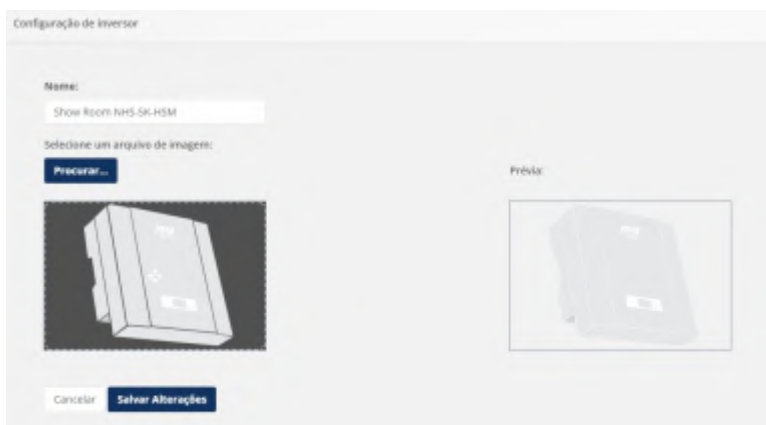 Configuração de inversor
Nome:
Show Room NHS-5K-HSM
Selecione um arquivo de imagem:
Procurar...
Prévia:
Cancelar
Salvar Alterações